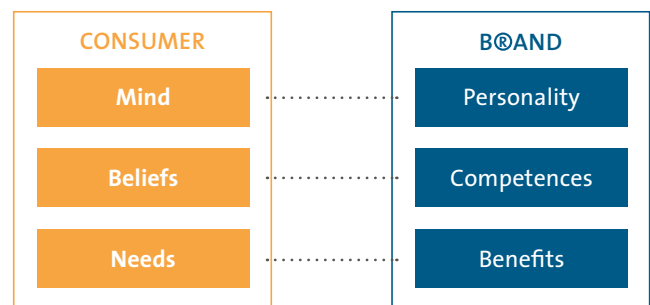 CONSUMER
B®AND
Mind
Personality
Beliefs
Competences
Needs
Benefits